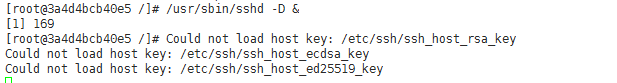 [root@3a4d4bcb40e5 /]# /usr/sbin/sshd -D &
[1] 169
[root@3a4d4bcb40e5 /]# Could not load host key: /etc/ssh/ssh_host_rsa_key
Could not load host key: /etc/ssh/ssh_host_ecdsa_key
Could not load host key: /etc/ssh/ssh_host_ed25519_key